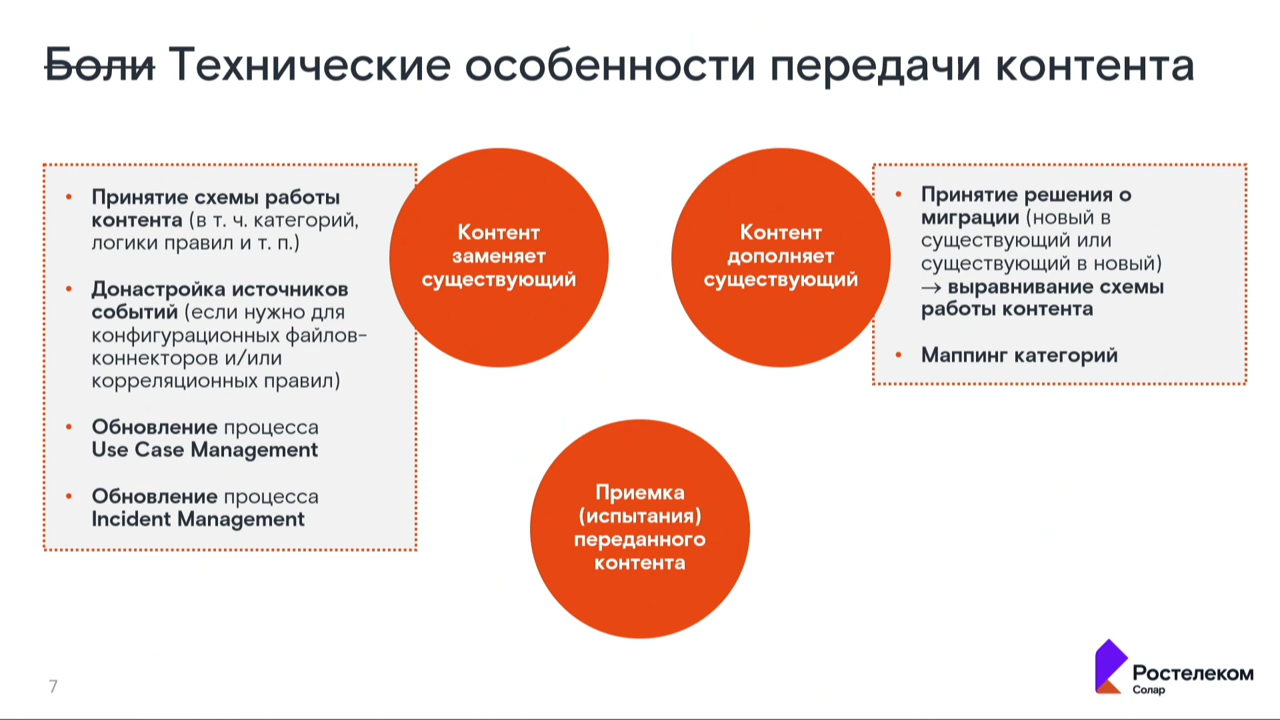 Боли Технические особенности передачи контента
• Принятие схемы работы
контента (в т. ч. категорий,
логики правил и т. п.)
• Донастройка источников
событий (если нужно для
конфигурационных файлов-
коннекторов и/или
корреляционных правил)
• Обновление процесса
Use Case Management
• Обновление процесса
Incident Management
Контент
заменяет
существующий
Контент
дополняет
существующий
• Принятие решения о
миграции (новый в
существующий или
существующий в новый)
→ выравнивание схемы
работы контента
• Маппинг категорий
Приемка
(испытания)
переданного
контента
7
Ростелеком
Солар